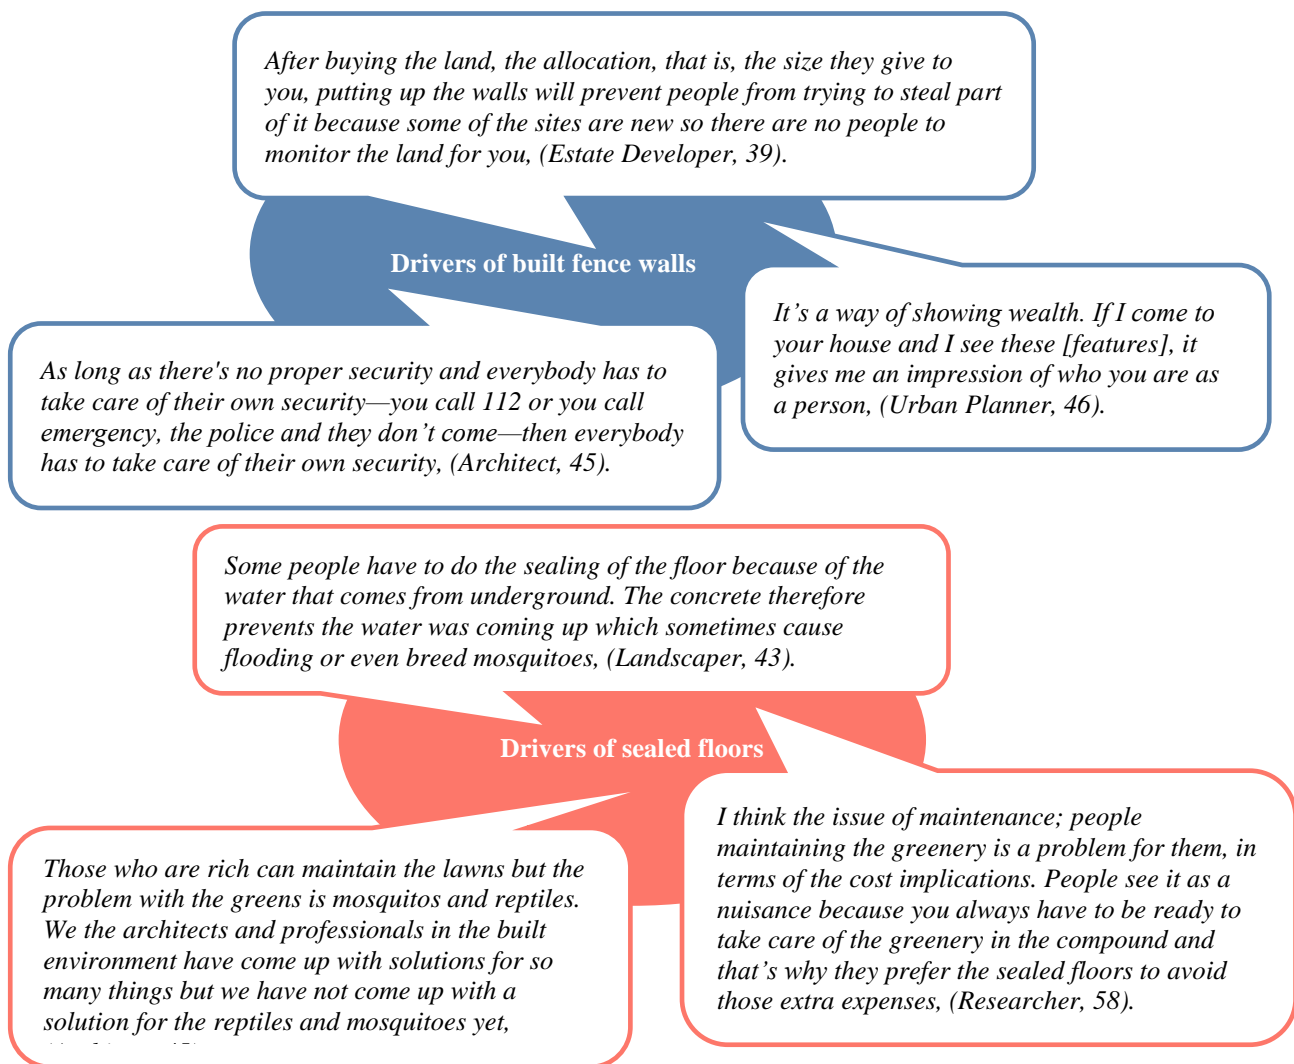 After buying the land, the allocation, that is, the size they give to
you, putting up the walls will prevent people from trying to steal part
of it because some of the sites are new so there are no people to
monitor the land for you, (Estate Developer, 39).
Drivers of built fence walls
It's a way of showing wealth. If I come to
your house and I see these [features], it
gives me an impression of who you are as
a person, (Urban Planner, 46).
As long as there's no proper security and everybody has to
take care of their own security—you call 112 or you call
emergency, the police and they don't come—then everybody
has to take care of their own security, (Architect, 45).
Some people have to do the sealing of the floor because of the
water that comes from underground. The concrete therefore
prevents the water was coming up which sometimes cause
flooding or even breed mosquitoes, (Landscaper, 43).
Drivers of sealed floors
I think the issue of maintenance; people
maintaining the greenery is a problem for them, in
terms of the cost implications. People see it as a
nuisance because you always have to be ready to
take care of the greenery in the compound and
that's why they prefer the sealed floors to avoid
those extra expenses, (Researcher, 58).
Those who are rich can maintain the lawns but the
problem with the greens is mosquitos and reptiles.
We the architects and professionals in the built
environment have come up with solutions for so
many things but we have not come up with a
solution for the reptiles and mosquitoes yet,